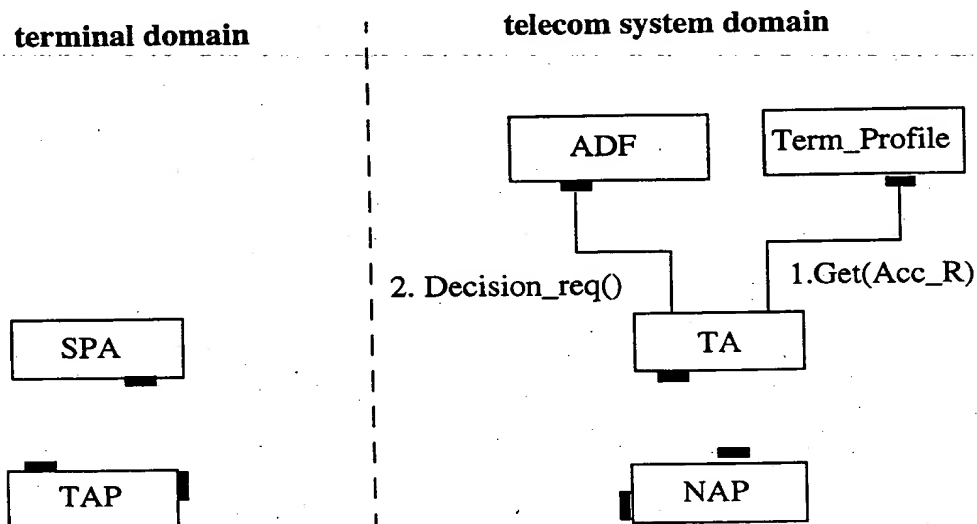 terminal domain
telecom system domain
ADF
Term_Profile
2. Decision_req()
1.Get(Acc_R)
SPA
TA
TAP
NAP